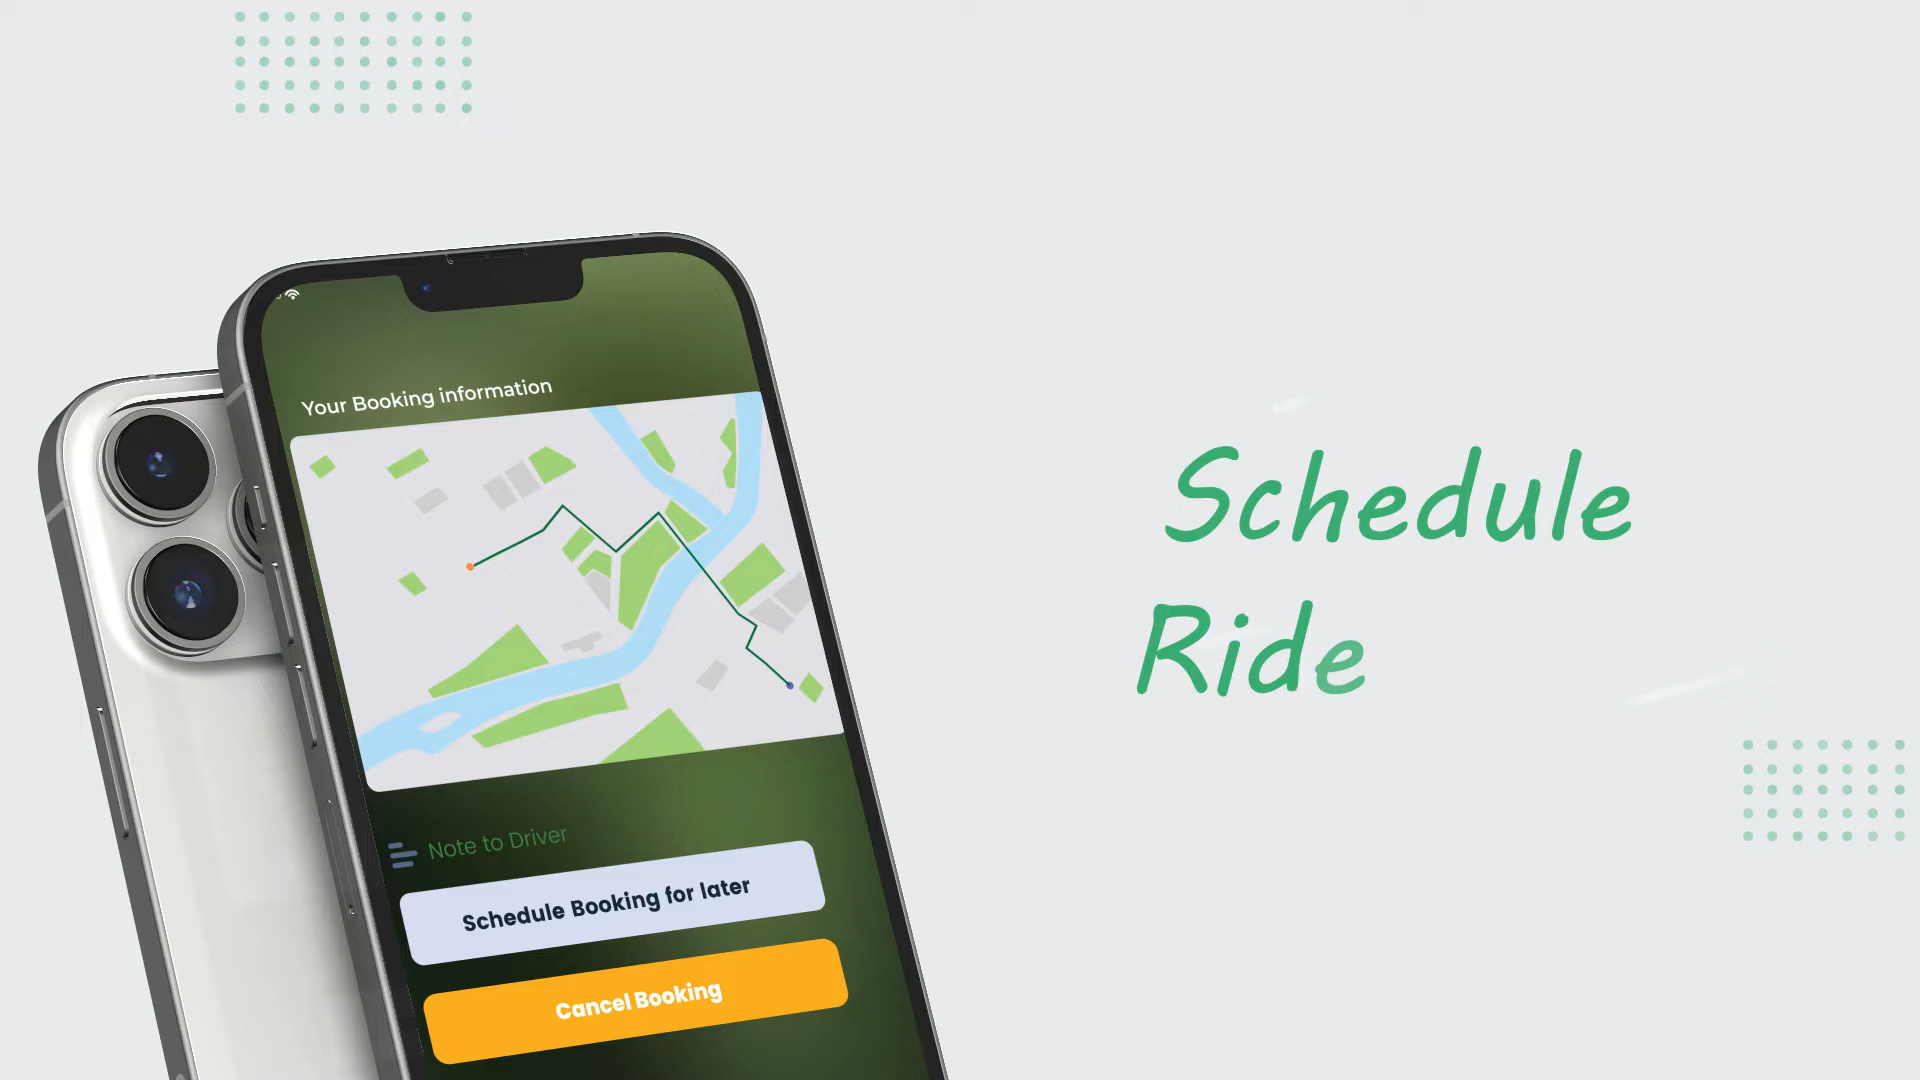 Your Booking information
Note to Driver
Schedule Booking for later
Cancel Booking
Schedule
Ride